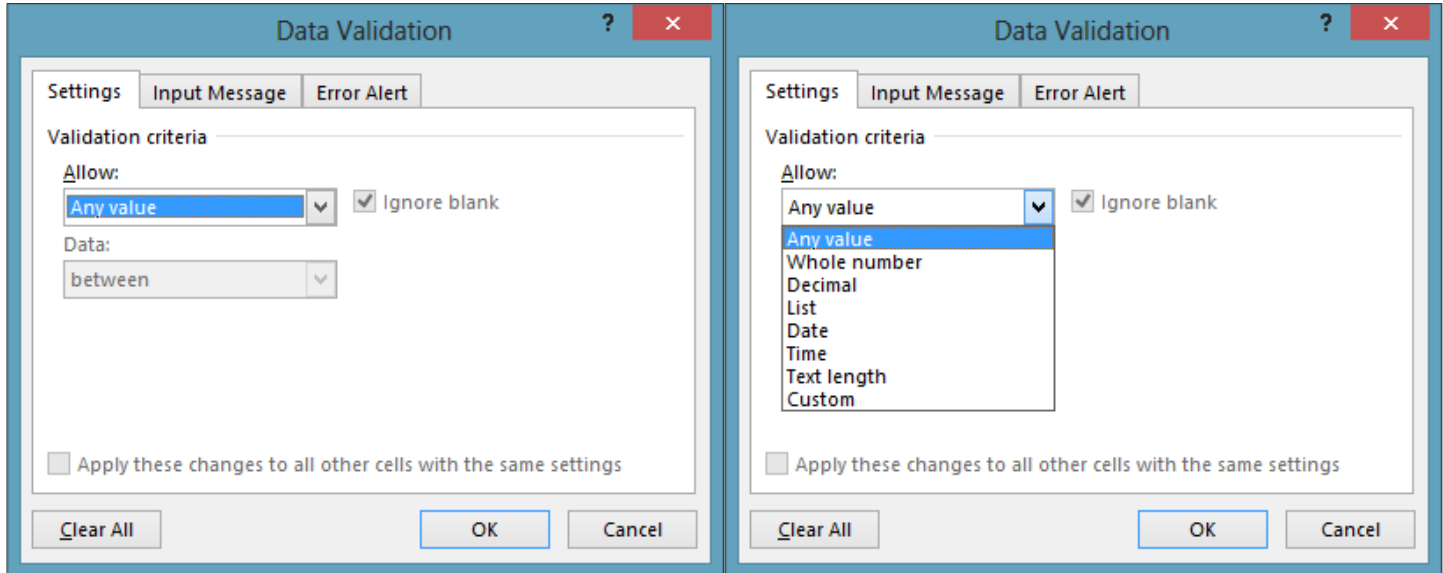 Data Validation ? ×
Settings Input Message Error Alert
Validation criteria
Allow:
Any value Ignore blank
Data:
between
Apply these changes to all other cells with the same settings
Clear All OK Cancel
Data Validation ? ×
Settings Input Message Error Alert
Validation criteria
Allow:
Any value Ignore blank
Any value
Whole number
Decimal
List
Date
Time
Text length
Custom
Apply these changes to all other cells with the same settings
Clear All OK Cancel